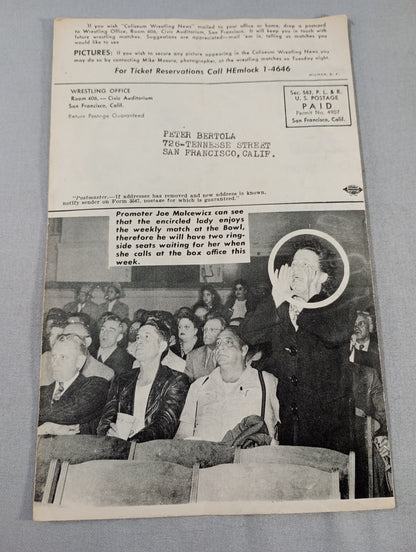 If you wish "Coliseum Wrestling News" mailed to your office or home, drop a postcard
to Wrestling Office, Room 406, Civic Auditorium, San Francisco, Calif. It will keep you in touch with
future wrestling matches. Suggestions are appreciated—mail 'em in, telling us matches you
would like to see
PICTURES: If you wish to secure any picture appearing in the Coliseum Wrestling News you
may do so by contacting Mike Mosure, photographer, at the wrestling matches on Tuesday night.
For Ticket Reservations Call HEmlock 1-4646
WRESTLING OFFICE
Room 406, — Civic Auditorium
San Francisco, Calif.
Return Postage Guaranteed
Sec. 562, P. L. & R.
U. S. POSTAGE
PAID
Permit No. 4907
San Francisco, Calif.
PETER BERTOLA
726-TENNESSE STREET
SAN FRANCISCO,CALIF.
"Postmaster.—If addressee has removed and new address is known,
notify sender on Form 3547, postage for which is guaranteed."
Promoter Joe Malcewicz can see
that the encircled lady enjoys
the weekly match at the Bowl,
therefore he will have two ring-
side seats waiting for her when
she calls at the box office this
week.